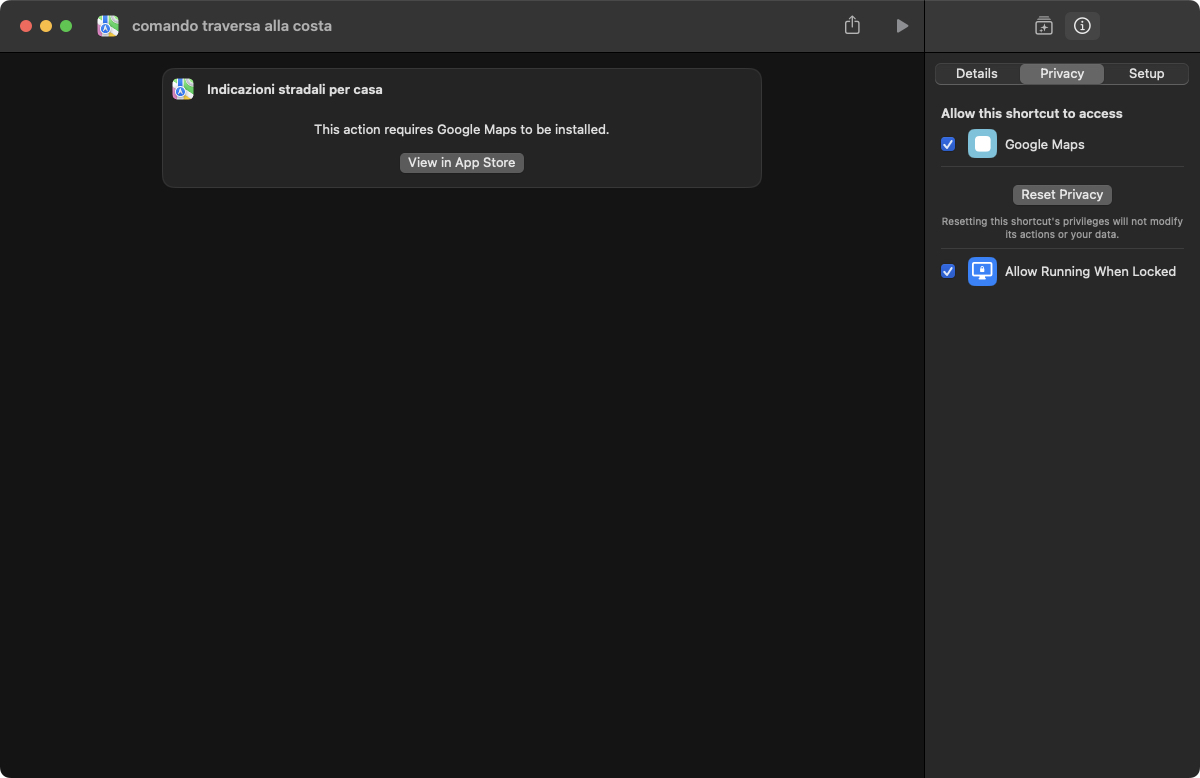 comando traversa alla costa
Indicazioni stradali per casa
This action requires Google Maps to be installed.
View in App Store
Details
Privacy
Setup
Allow this shortcut to access
Google Maps
Reset Privacy
Resetting this shortcut's privileges will not modify
its actions or your data.
Allow Running When Locked